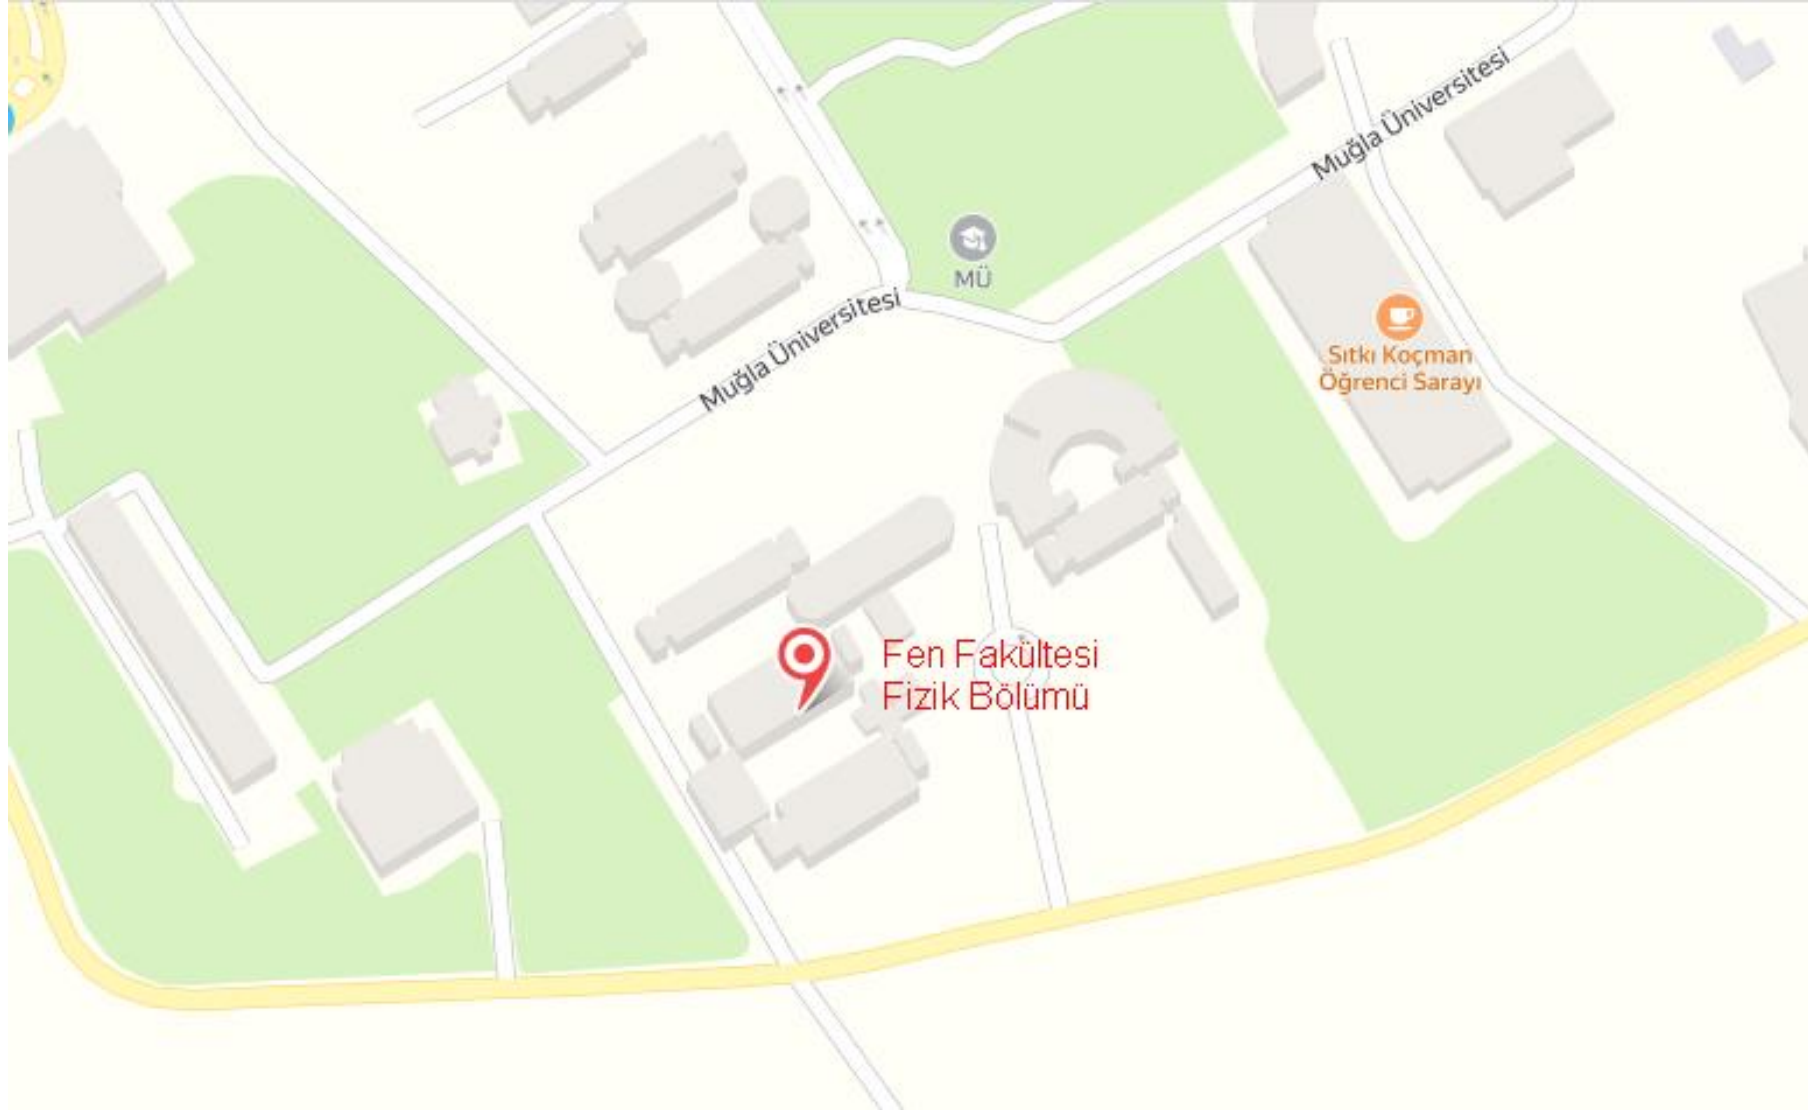 Muğla Üniversitesi
MÜ
Muğla Üniversitesi
Sıtkı Koçman
Öğrenci Sarayı
Fen Fakültesi
Fizik Bölümü